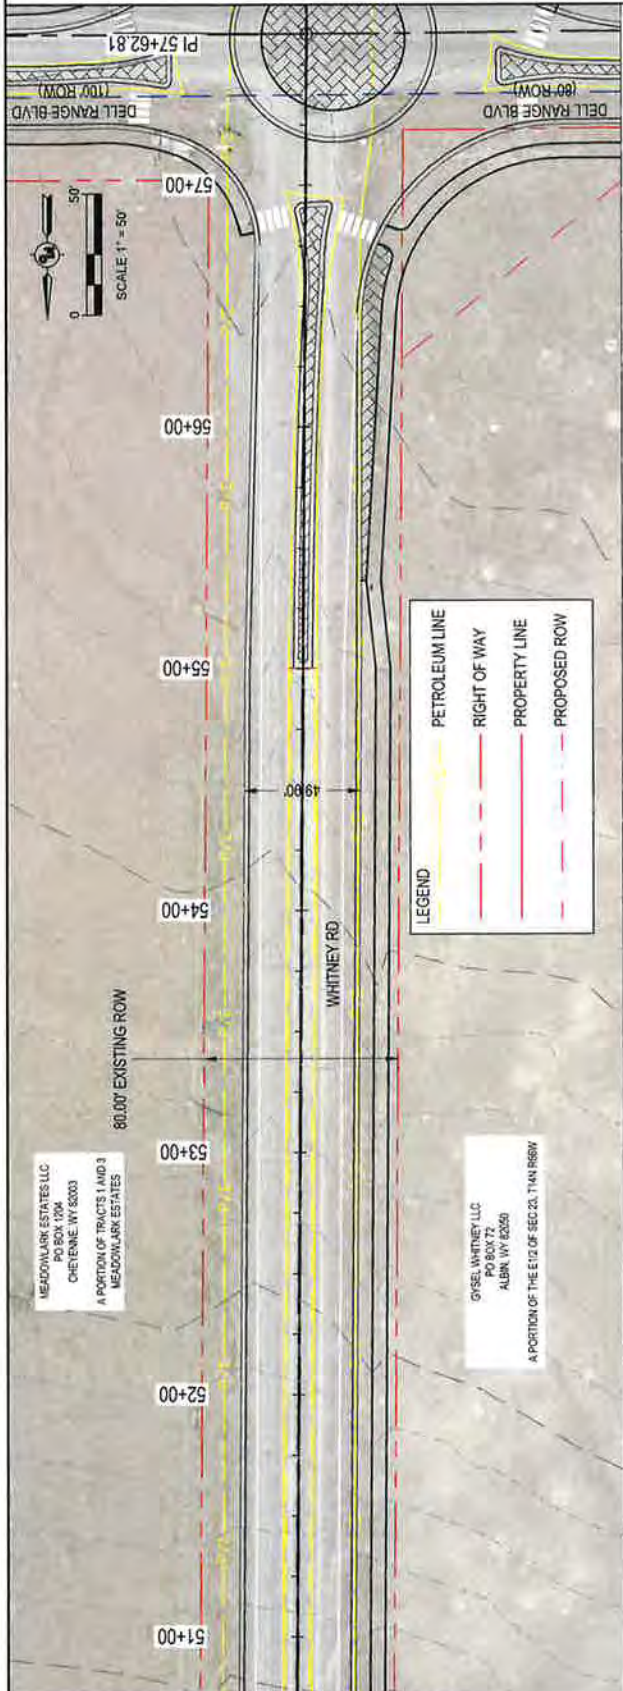 PI 57+62.81
DELL RANGE BLVD
(100' ROW)
DELL RANGE BLVD
(80' ROW)
57+00
0
50'
SCALE 1" = 50'
56+00
55+00
54+00
53+00
52+00
51+00
49.00'
WHITNEY RD
80.00' EXISTING ROW
P/L
P/L
P/L
P/L
P/L
P/L
MEADOWLARK ESTATES LLC
PO BOX 1204
CHEYENNE, WY 82003
A PORTION OF TRACTS 1 AND 3
MEADOWLARK ESTATES
GYSEL WHITNEY LLC
PO BOX 72
ALBIN, WY 82050
A PORTION OF THE E1/2 OF SEC 23, T14N R66W
LEGEND
PETROLEUM LINE
RIGHT OF WAY
PROPERTY LINE
PROPOSED ROW